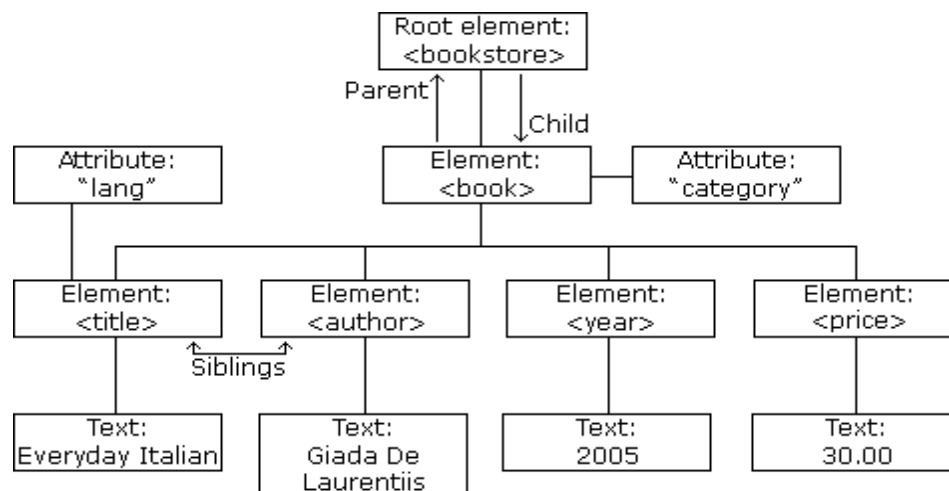 Root element:
<bookstore>
Parent
Child
Attribute:
“lang”
Element:
<book>
Attribute:
“category”
Element:
<title>
Element:
<author>
Element:
<year>
Element:
<price>
Siblings
Text:
Everyday Italian
Text:
Giada De
Laurentiis
Text:
2005
Text:
30.00